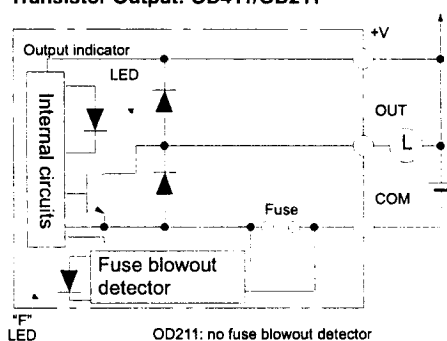 Transistor Output: OD411/OD211
+V
Output indicator
LED
Internal circuits
OUT
L
COM
Fuse
Fuse blowout
detector
"F"
LED
OD211: no fuse blowout detector